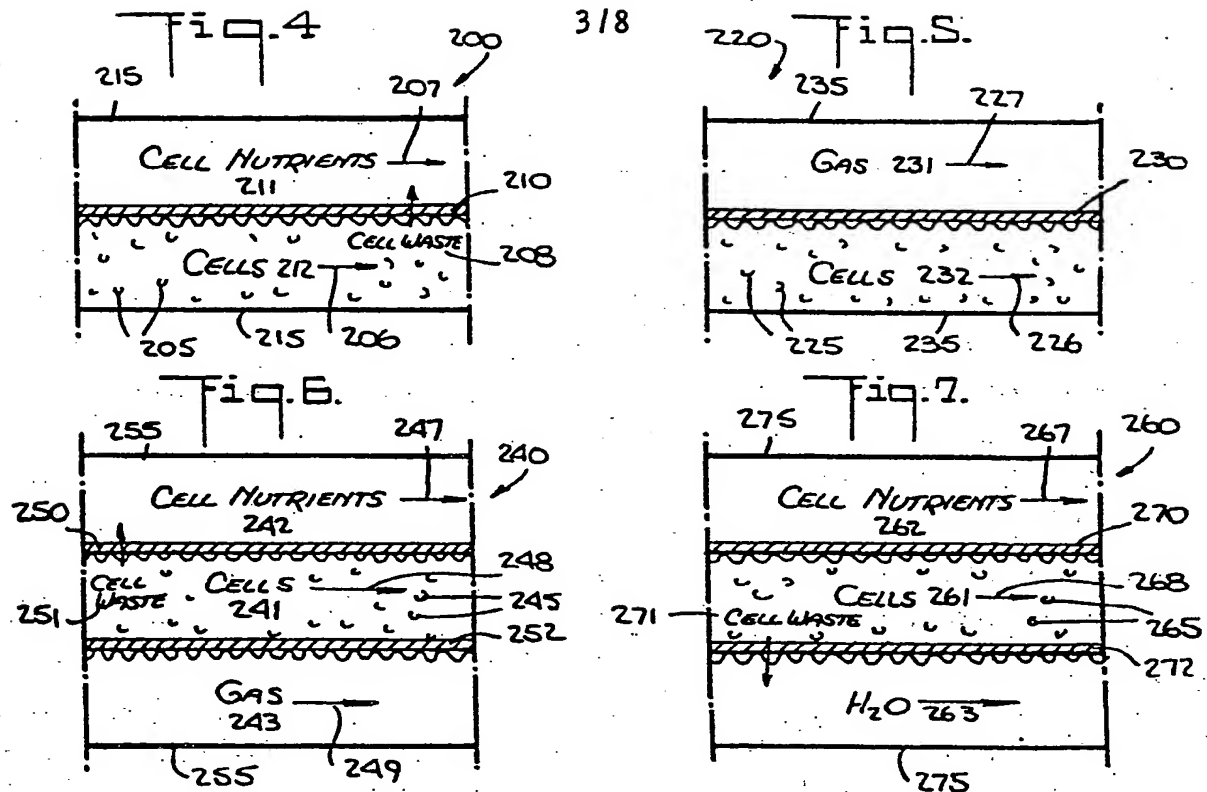 3/8
Fig. 4
200
215
207
CELL NUTRIENTS
211
210
CELL WASTE
208
CELLS 212
205
215
206
Fig. 5.
220
235
227
GAS 231
230
CELLS 232
225
235
226
Fig. 6.
255
247
240
CELL NUTRIENTS
242
250
CELL
WASTE
251
CELLS
241
248
245
252
GAS
243
255
249
Fig. 7.
275
267
260
CELL NUTRIENTS
262
270
CELLS 261
268
271
CELL WASTE
265
272
H₂O 263
275